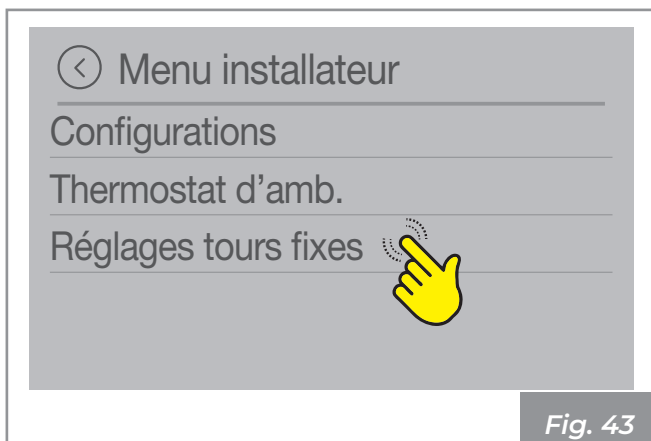 Menu installateur
Configurations
Thermostat d’amb.
Réglages tours fixes
Fig. 43